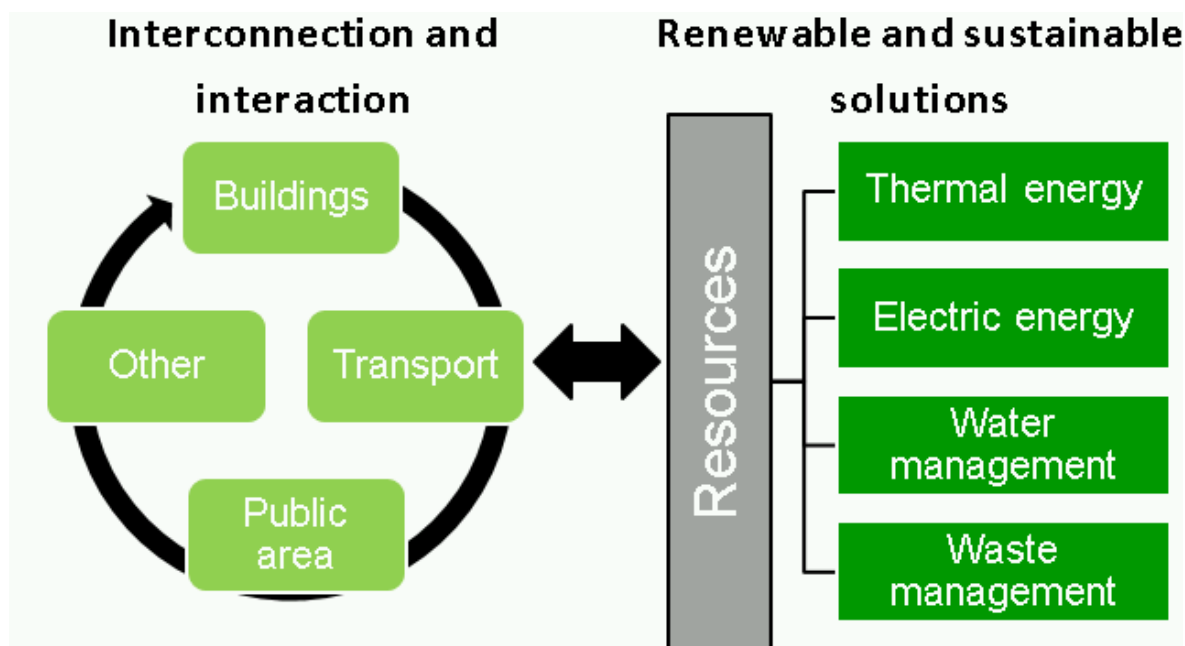 Interconnection and
interaction
Buildings
Other
Transport
Public
area
Renewable and sustainable
solutions
Resources
Thermal energy
Electric energy
Water
management
Waste
management